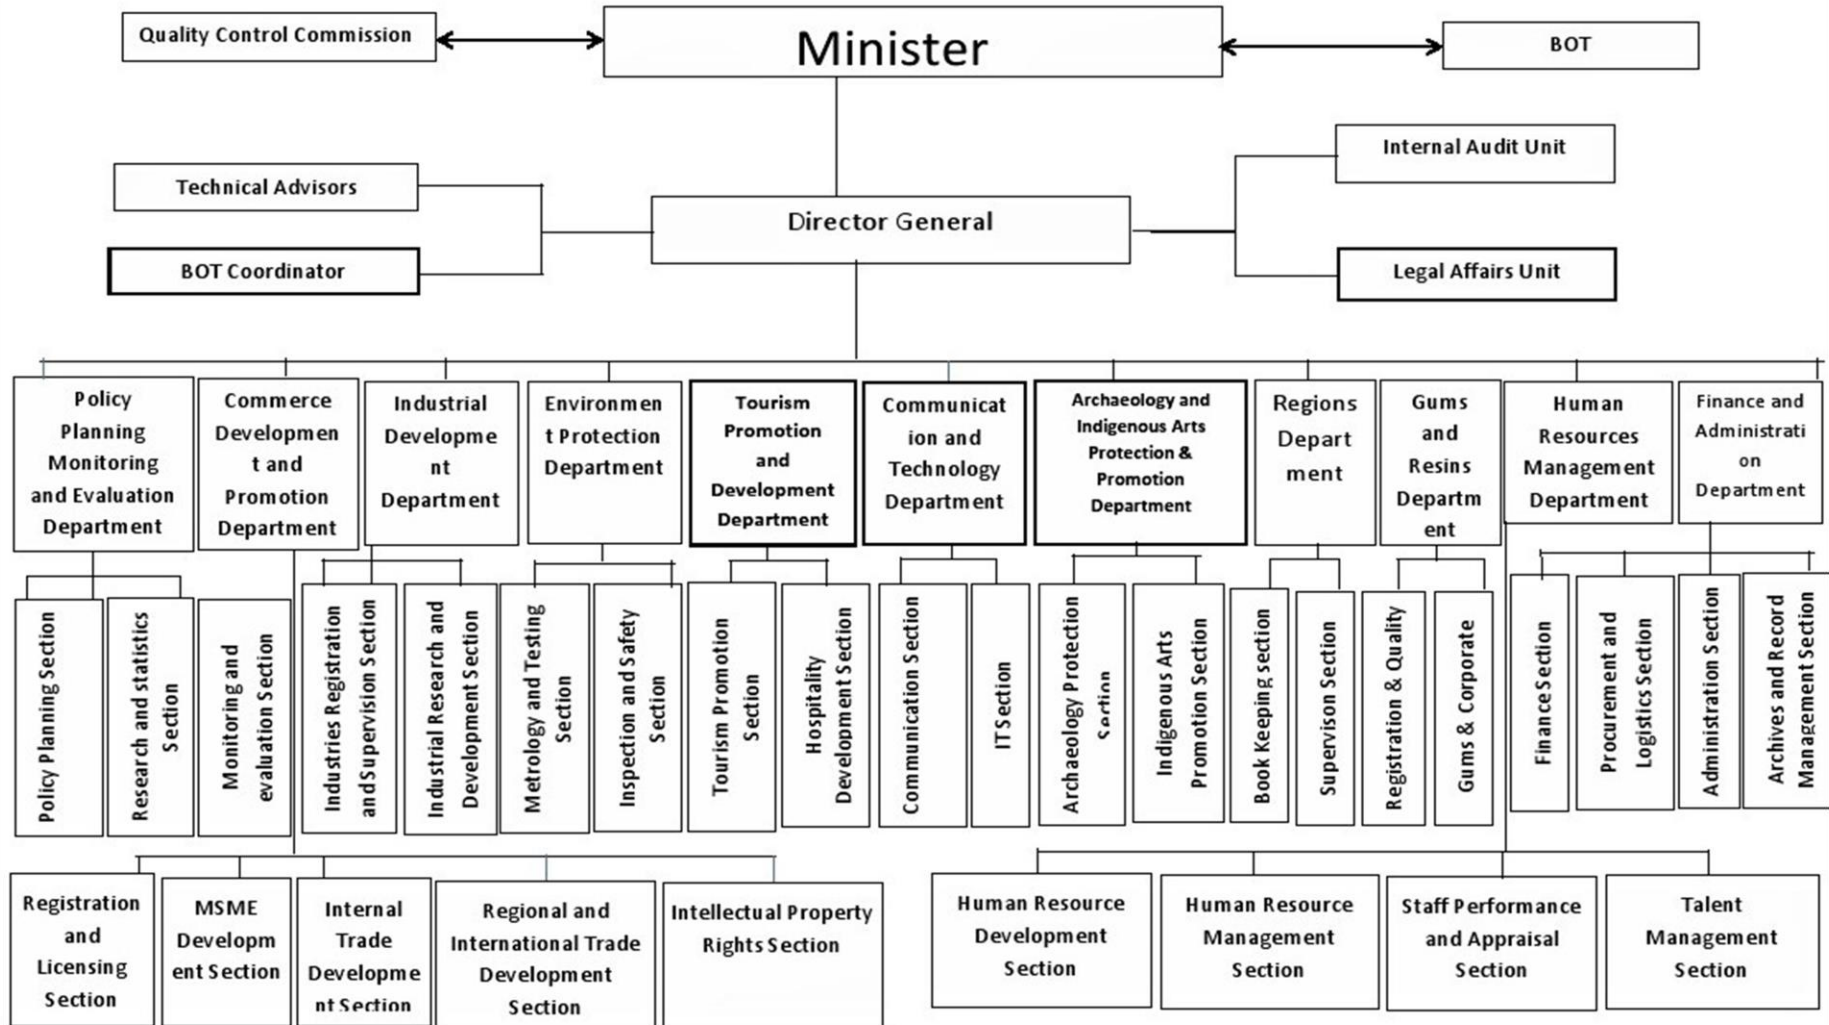 Quality Control Commission
Minister
BOT
Technical Advisors
BOT Coordinator
Director General
Internal Audit Unit
Legal Affairs Unit
Policy
Planning
Monitoring
and Evaluation
Department
Commerce
Developmen
t and
Promotion
Department
Industrial
Developme
nt
Department
Environmen
t Protection
Department
Tourism
Promotion
and
Development
Department
Communicat
ion and
Technology
Department
Archaeology and
Indigenous Arts
Protection &
Promotion
Department
Regions
Depart
ment
Gums
and
Resins
Departm
ent
Human
Resources
Management
Department
Finance and
Administrati
on
Department
Policy Planning Section
Research and statistics
Section
Monitoring and
evaluation Section
Industries Registration
and Supervision Section
Industrial Research and
Development Section
Metrology and Testing
Section
Inspection and Safety
Section
Tourism Promotion
Section
Hospitality
Development Section
Communication Section
IT Section
Archaeology Protection
Section
Indigenous Arts
Promotion Section
Book Keeping section
Supervison Section
Registration & Quality
Gums & Corporate
Finance Section
Procurement and
Logistics Section
Administration Section
Archives and Record
Management Section
Registration
and
Licensing
Section
MSME
Developm
ent Section
Internal
Trade
Developme
nt Section
Regional and
International Trade
Development
Section
Intellectual Property
Rights Section
Human Resource
Development
Section
Human Resource
Management
Section
Staff Performance
and Appraisal
Section
Talent
Management
Section